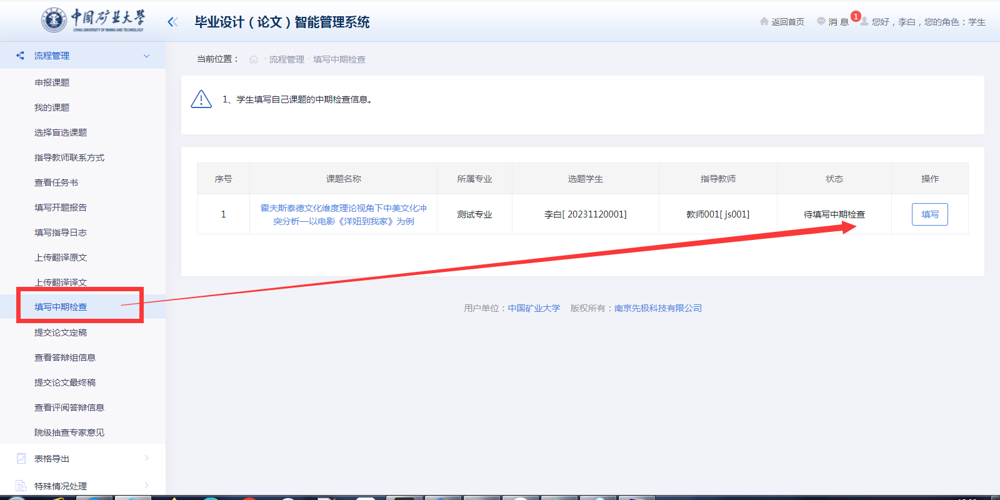 中国矿业大学
CHINA UNIVERSITY OF MINING AND TECHNOLOGY
毕业设计（论文）智能管理系统
返回首页
消 息
1
您好，李白，您的角色：学生
流程管理
申报课题
我的课题
选择盲选课题
指导教师联系方式
查看任务书
填写开题报告
填写指导日志
上传翻译原文
上传翻译译文
填写中期检查
提交论文定稿
查看答辩组信息
提交论文最终稿
查看评阅答辩信息
院级抽查专家意见
表格导出
特殊情况处理
当前位置： 流程管理 填写中期检查
1、学生填写自己课题的中期检查信息。
序号 课题名称 所属专业 选题学生 指导教师 状态 操作
1 霍夫斯泰德文化维度理论视角下中美文化冲 测试专业 李白[ 20231120001] 教师001[ js001] 待填写中期检查 填写
突分析—以电影《洋妞到我家》为例
用户单位：中国矿业大学 版权所有：南京先极科技有限公司